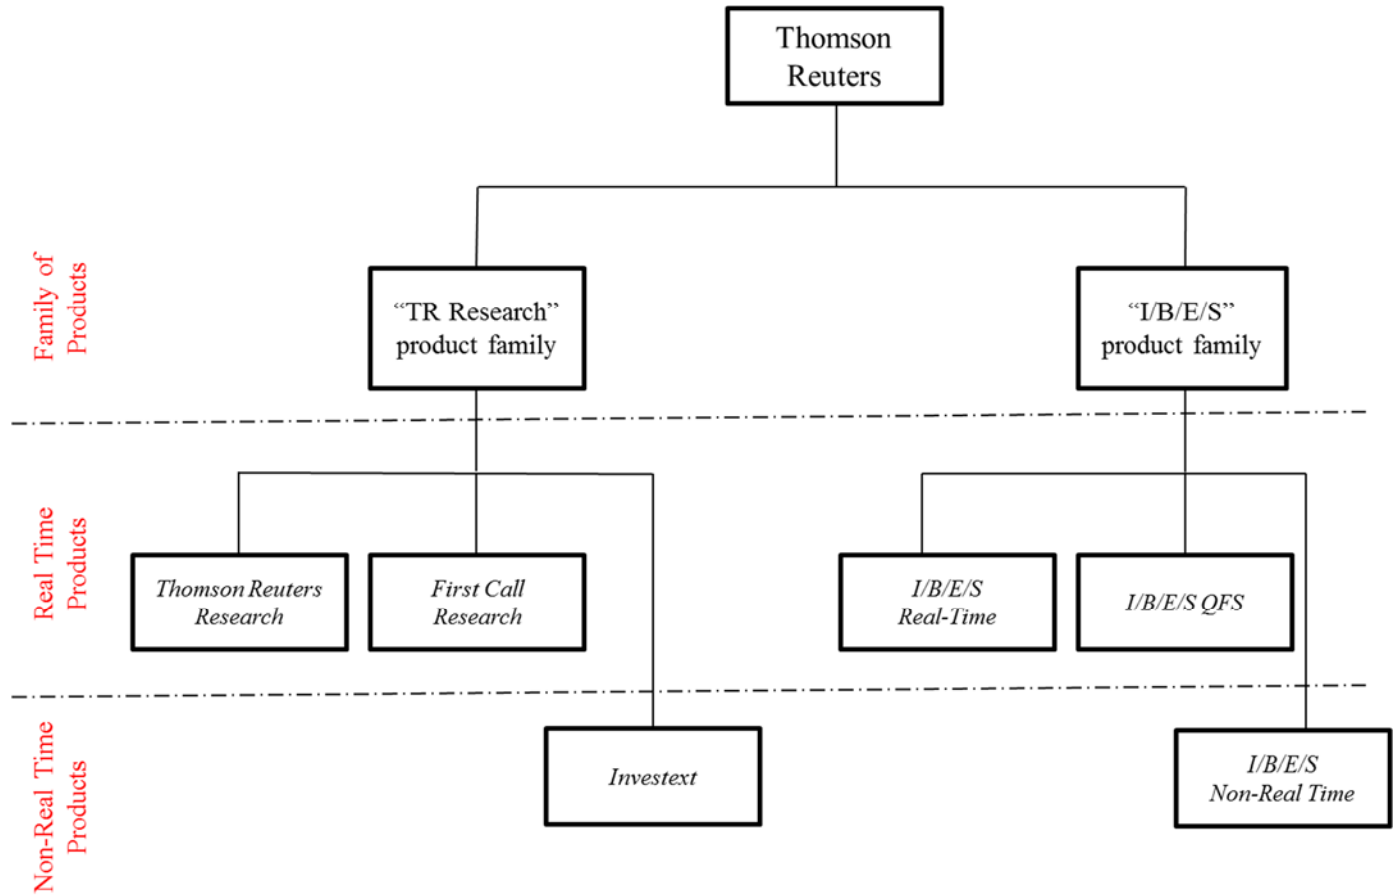 Thomson
Reuters
Family of
Products
“TR Research”
product family
“I/B/E/S”
product family
Real Time
Products
Thomson Reuters
Research
First Call
Research
I/B/E/S
Real-Time
I/B/E/S QFS
Non-Real Time
Products
Investext
I/B/E/S
Non-Real Time